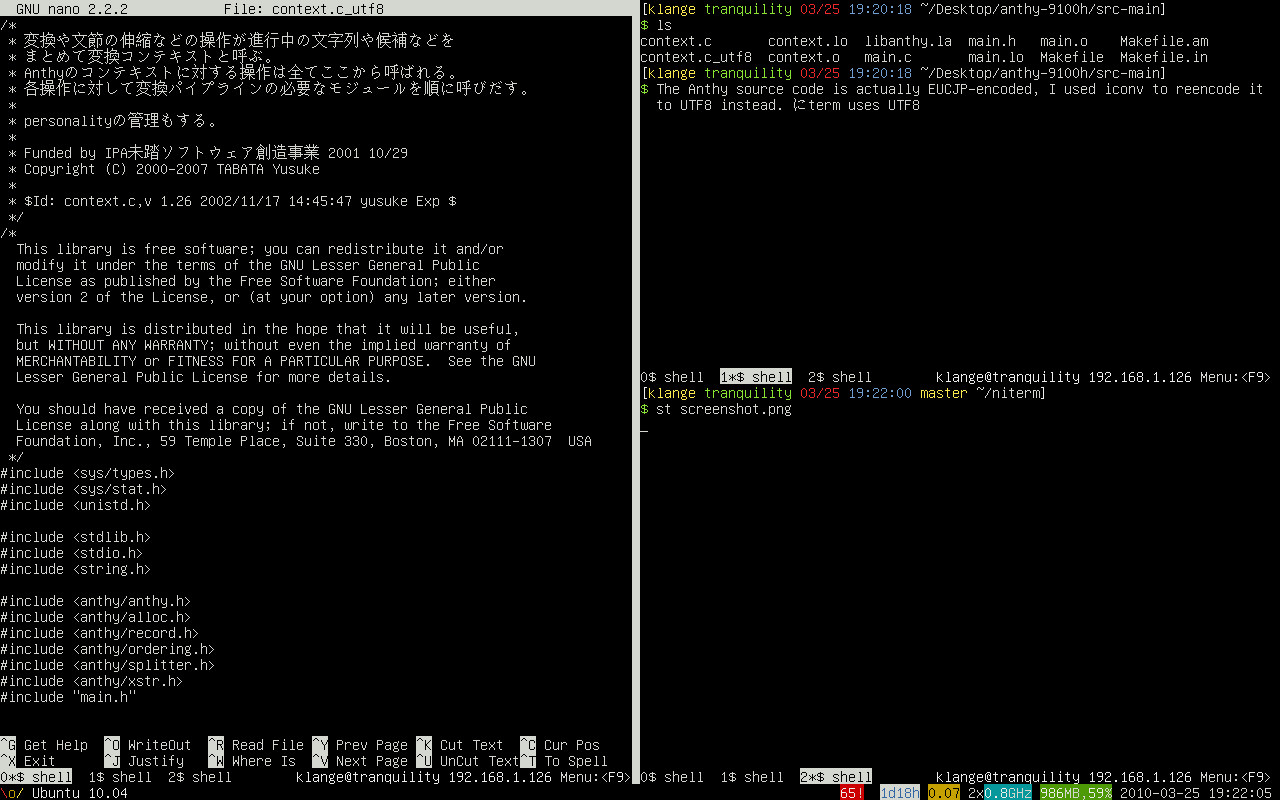 GNU nano 2.2.2            File: context.c_utf8
/*
 * 変換や文節の伸縮などの操作が進行中の文字列や候補などを
 * まとめて変換コンテキストと呼ぶ。
 * Anthyのコンテキストに対する操作は全てここから呼ばれる。
 * 各操作に対して変換パイプラインの必要なモジュールを順に呼びだす。
 *
 * personalityの管理もする。
 *
 * Funded by IPA未踏ソフトウェア創造事業 2001 10/29
 * Copyright (C) 2000-2007 TABATA Yusuke
 *
 * $Id: context.c,v 1.26 2002/11/17 14:45:47 yusuke Exp $
 */
/*
  This library is free software; you can redistribute it and/or
  modify it under the terms of the GNU Lesser General Public
  License as published by the Free Software Foundation; either
  version 2 of the License, or (at your option) any later version.

  This library is distributed in the hope that it will be useful,
  but WITHOUT ANY WARRANTY; without even the implied warranty of
  MERCHANTABILITY or FITNESS FOR A PARTICULAR PURPOSE.  See the GNU
  Lesser General Public License for more details.

  You should have received a copy of the GNU Lesser General Public
  License along with this library; if not, write to the Free Software
  Foundation, Inc., 59 Temple Place, Suite 330, Boston, MA 02111-1307  USA
 */
#include <sys/types.h>
#include <sys/stat.h>
#include <unistd.h>

#include <stdlib.h>
#include <stdio.h>
#include <string.h>

#include <anthy/anthy.h>
#include <anthy/alloc.h>
#include <anthy/record.h>
#include <anthy/ordering.h>
#include <anthy/splitter.h>
#include <anthy/xstr.h>
#include "main.h"

^G Get Help  ^O WriteOut  ^R Read File ^Y Prev Page ^K Cut Text  ^C Cur Pos
^X Exit      ^J Justify   ^W Where Is  ^V Next Page ^U UnCut Text^T To Spell
0*$ shell  1$ shell  2$ shell        klange@tranquility 192.168.1.126 Menu:<F9>
[klange tranquility 03/25 19:20:18 ~/Desktop/anthy-9100h/src-main]
$ ls
context.c       context.lo  libanthy.la  main.h   main.o    Makefile.am
context.c_utf8  context.o   main.c       main.lo  Makefile  Makefile.in
[klange tranquility 03/25 19:20:18 ~/Desktop/anthy-9100h/src-main]
$ The Anthy source code is actually EUCJP-encoded, I used iconv to reencode it
  to UTF8 instead. にterm uses UTF8
0$ shell  1*$ shell  2$ shell        klange@tranquility 192.168.1.126 Menu:<F9>
[klange tranquility 03/25 19:22:00 master ~/niterm]
$ st screenshot.png
_
0$ shell  1$ shell  2*$ shell        klange@tranquility 192.168.1.126 Menu:<F9>
\o/ Ubuntu 10.04                    65!  1d18h 0.07 2x0.8GHz 986MB,59% 2010-03-25 19:22:05